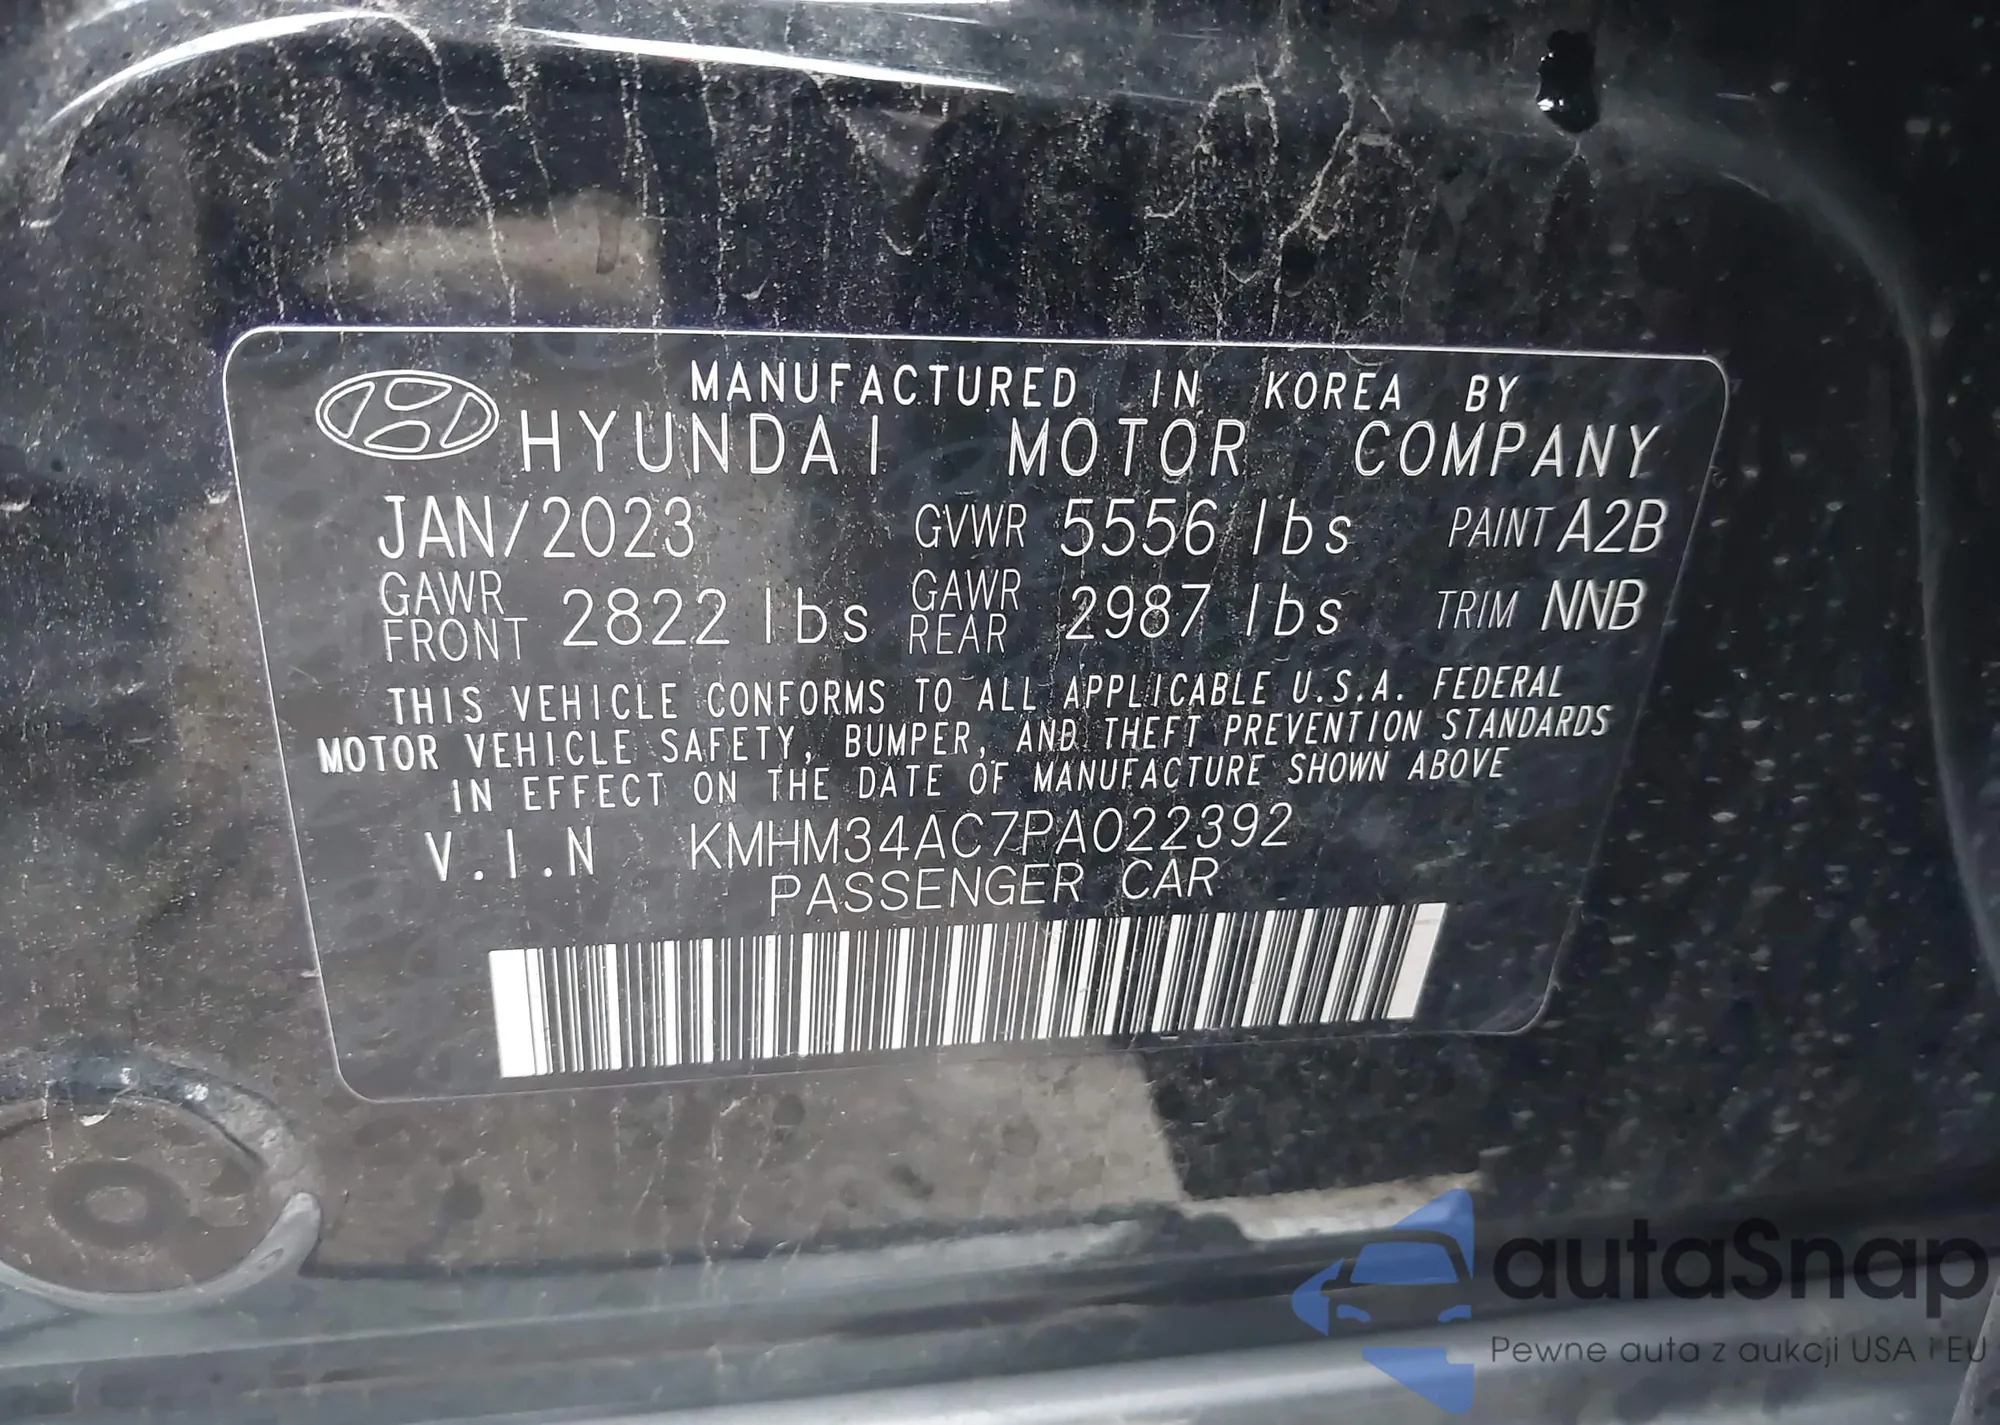 MANUFACTURED IN KOREA BY
HYUNDAI MOTOR COMPANY
JAN/2023 GVWR 5556 lbs PAINT A2B
GAWR FRONT 2822 lbs GAWR REAR 2987 lbs TRIM NNB
THIS VEHICLE CONFORMS TO ALL APPLICABLE U.S.A. FEDERAL
MOTOR VEHICLE SAFETY, BUMPER, AND THEFT PREVENTION STANDARDS
IN EFFECT ON THE DATE OF MANUFACTURE SHOWN ABOVE
V.I.N KMHM34AC7PA022392
PASSENGER CAR
autaSnap
Pewne auta z aukcji USA i EU